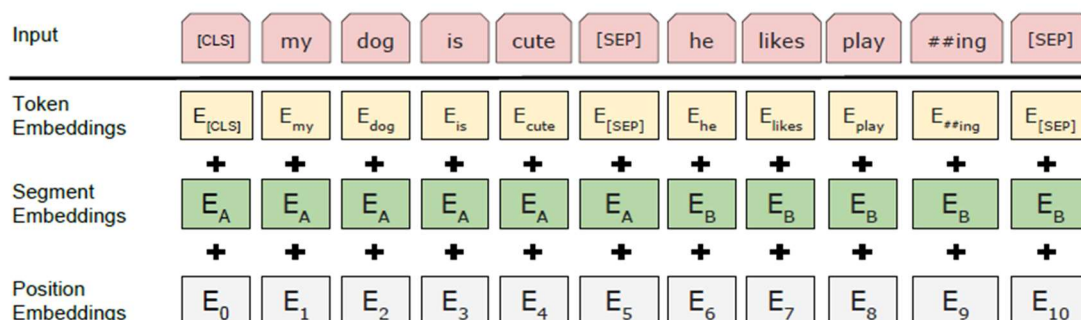 Input [CLS] my dog is cute [SEP] he likes play ##ing [SEP]
Token Embeddings E[CLS] Emy Edog Eis Ecute E[SEP] Ehe Elikes Eplay E##ing E[SEP]
+ + + + + + + + + + +
Segment Embeddings EA EA EA EA EA EA EB EB EB EB EB
+ + + + + + + + + + +
Position Embeddings E0 E1 E2 E3 E4 E5 E6 E7 E8 E9 E10